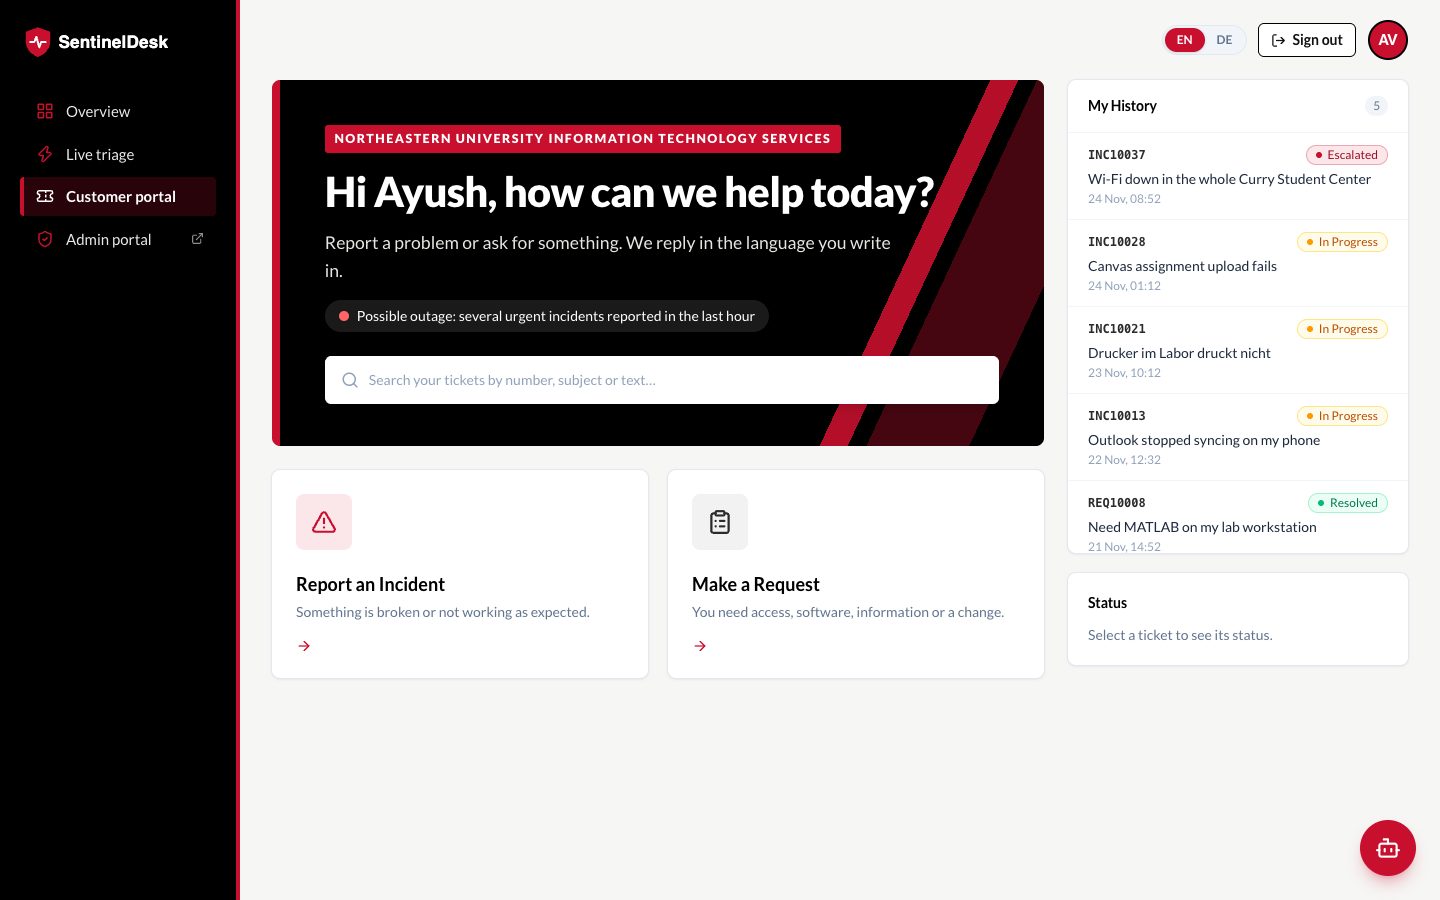 SentinelDesk
Overview
Live triage
Customer portal
Admin portal
EN DE
Sign out
AV
NORTHEASTERN UNIVERSITY INFORMATION TECHNOLOGY SERVICES
Hi Ayush, how can we help today?
Report a problem or ask for something. We reply in the language you write
in.
Possible outage: several urgent incidents reported in the last hour
Search your tickets by number, subject or text...
Report an Incident
Something is broken or not working as expected.
Make a Request
You need access, software, information or a change.
My History
5
INC10037 Escalated
Wi-Fi down in the whole Curry Student Center
24 Nov, 08:52
INC10028 In Progress
Canvas assignment upload fails
24 Nov, 01:12
INC10021 In Progress
Drucker im Labor druckt nicht
23 Nov, 10:12
INC10013 In Progress
Outlook stopped syncing on my phone
22 Nov, 12:32
REQ10008 Resolved
Need MATLAB on my lab workstation
21 Nov, 14:52
Status
Select a ticket to see its status.